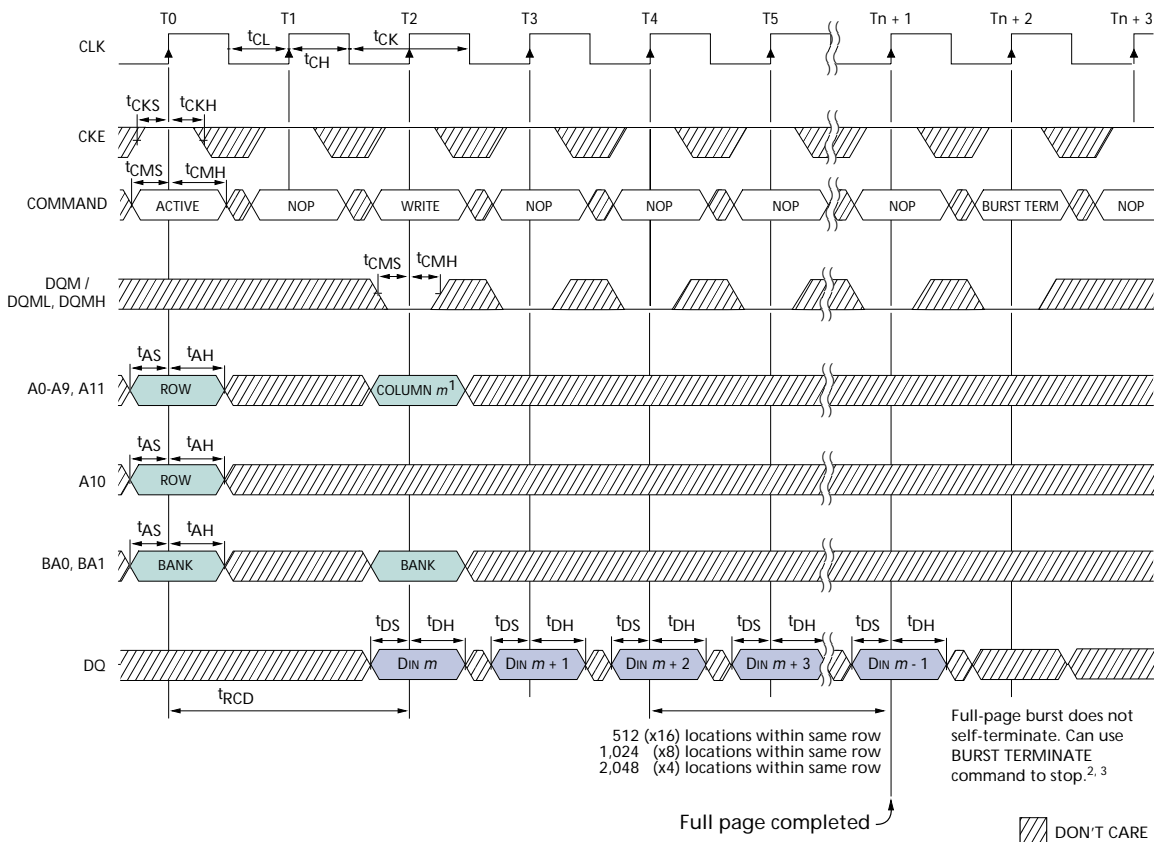 T0 T1 T2 T3 T4 T5 Tn + 1 Tn + 2 Tn + 3
CLK
tCL tCK
tCH
tCKS tCKH
CKE
tCMS tCMH
COMMAND ACTIVE NOP WRITE NOP NOP NOP NOP BURST TERM NOP
tCMS tCMH
DQM /
DQML, DQMH
tAS tAH
A0-A9, A11 ROW COLUMN m1
tAS tAH
A10 ROW
tAS tAH
BA0, BA1 BANK BANK
tDS tDH tDS tDH tDS tDH tDS tDH tDS tDH
DQ DIN m DIN m + 1 DIN m + 2 DIN m + 3 DIN m - 1
tRCD
512 (x16) locations within same row
1,024 (x8) locations within same row
2,048 (x4) locations within same row
Full-page burst does not
self-terminate. Can use
BURST TERMINATE
command to stop.2, 3
Full page completed
DON'T CARE